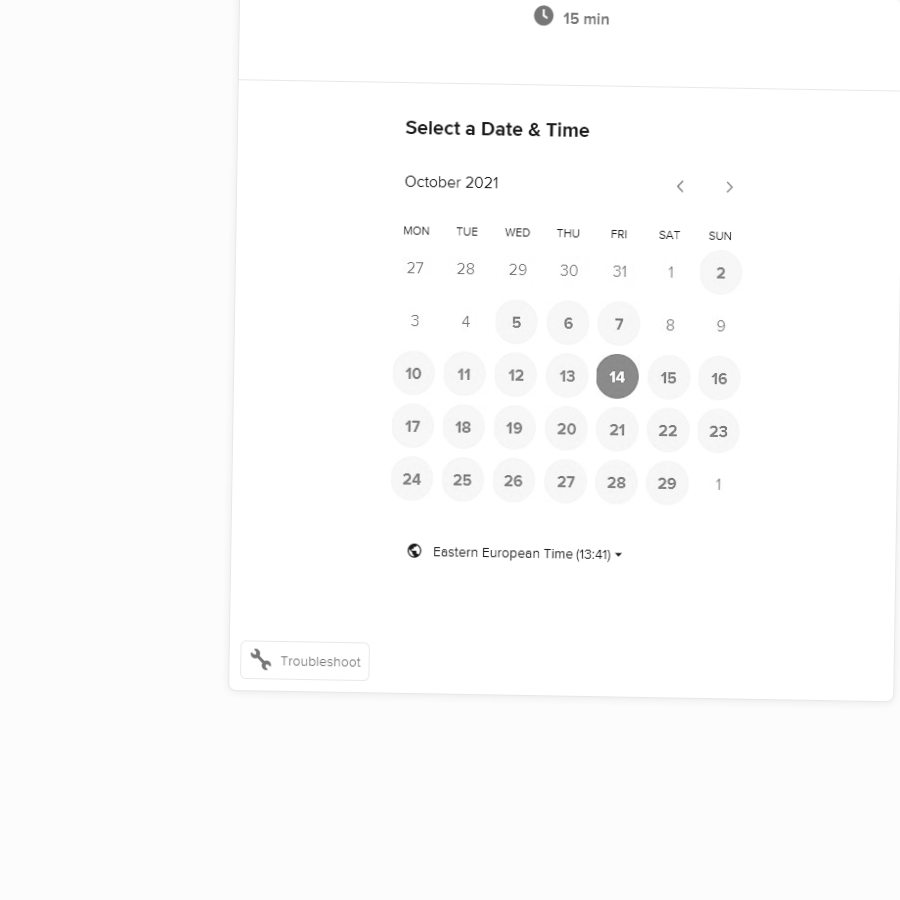 15 min
Select a Date & Time
October 2021
MON TUE WED THU FRI SAT SUN
27 28 29 30 31 1 2
3 4 5 6 7 8 9
10 11 12 13 14 15 16
17 18 19 20 21 22 23
24 25 26 27 28 29 1
Eastern European Time (13:41)
Troubleshoot